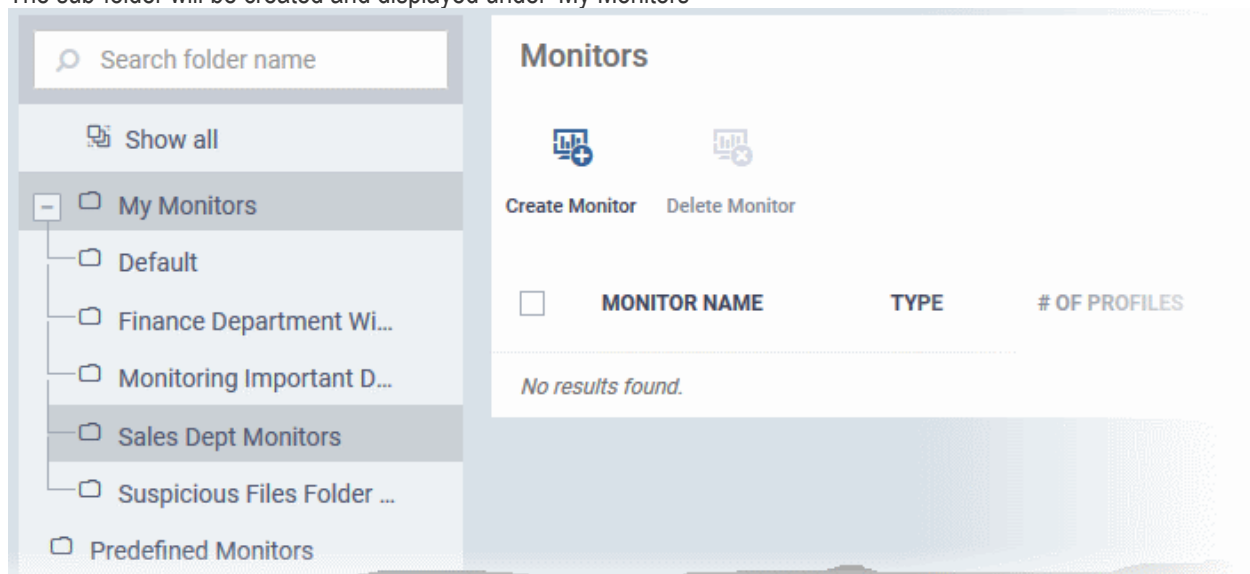 The sub-folder will be created and displayed under 'My Monitors'
Search folder name
Show all
My Monitors
Default
Finance Department Wi...
Monitoring Important D...
Sales Dept Monitors
Suspicious Files Folder ...
Predefined Monitors
Monitors
Create Monitor Delete Monitor
MONITOR NAME TYPE # OF PROFILES
No results found.